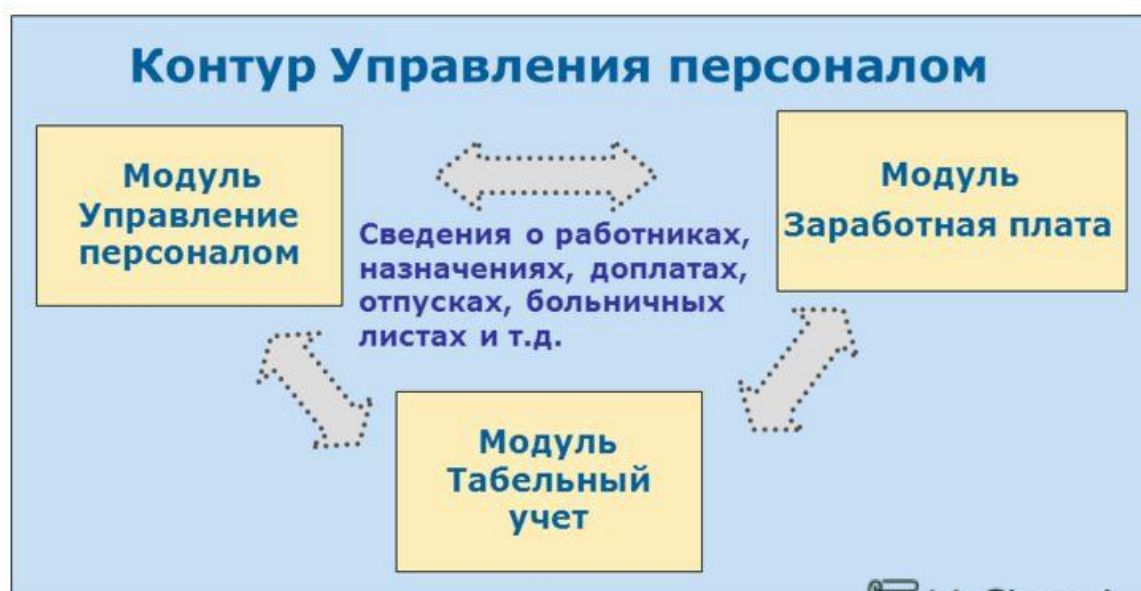 Контур Управления персоналом
Модуль
Управление
персоналом
Модуль
Заработная плата
Сведения о работниках,
назначениях, доплатах,
отпусках, больничных
листах и т.д.
Модуль
Табельный
учет